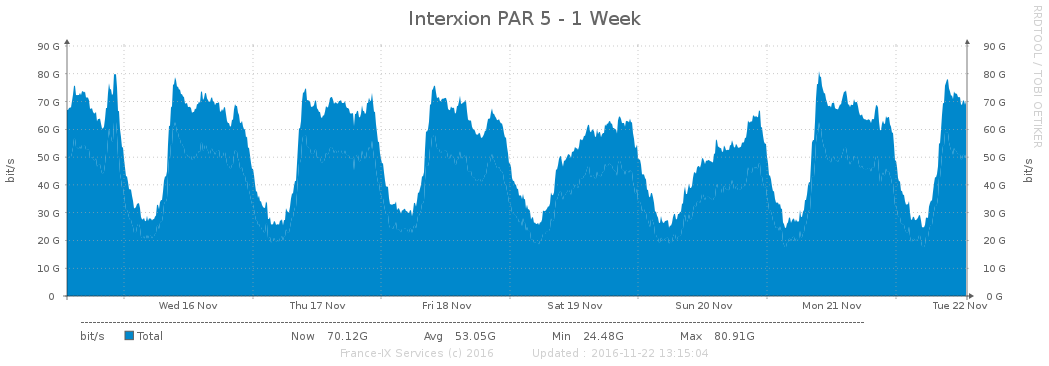 Interxion PAR 5 - 1 Week
RRDTOOL / TOBI OETIKER
bit/s
90 G
80 G
70 G
60 G
50 G
40 G
30 G
20 G
10 G
0
90 G
80 G
70 G
60 G
50 G
40 G
30 G
20 G
10 G
0 G
bit/s
Wed 16 Nov Thu 17 Nov Fri 18 Nov Sat 19 Nov Sun 20 Nov Mon 21 Nov Tue 22 Nov
bit/s Total Now 70.12G Avg 53.05G Min 24.48G Max 80.91G
France-IX Services (c) 2016 Updated : 2016-11-22 13:15:04